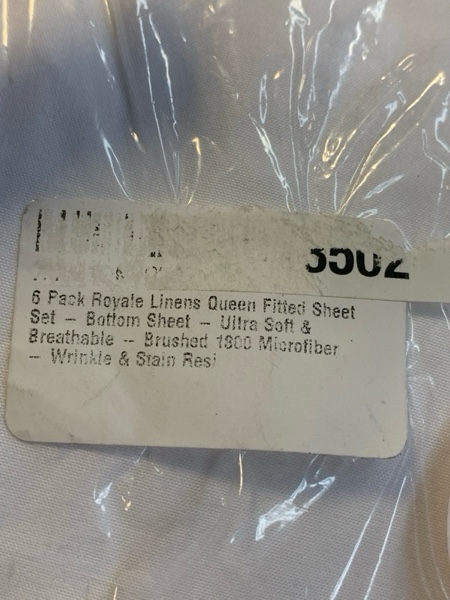 3502
6 Pack Royale Linens Queen Fitted Sheet
Set – Bottom Sheet – Ultra Soft &
Breathable – Brushed 1800 Microfiber
– Wrinkle & Stain Resi